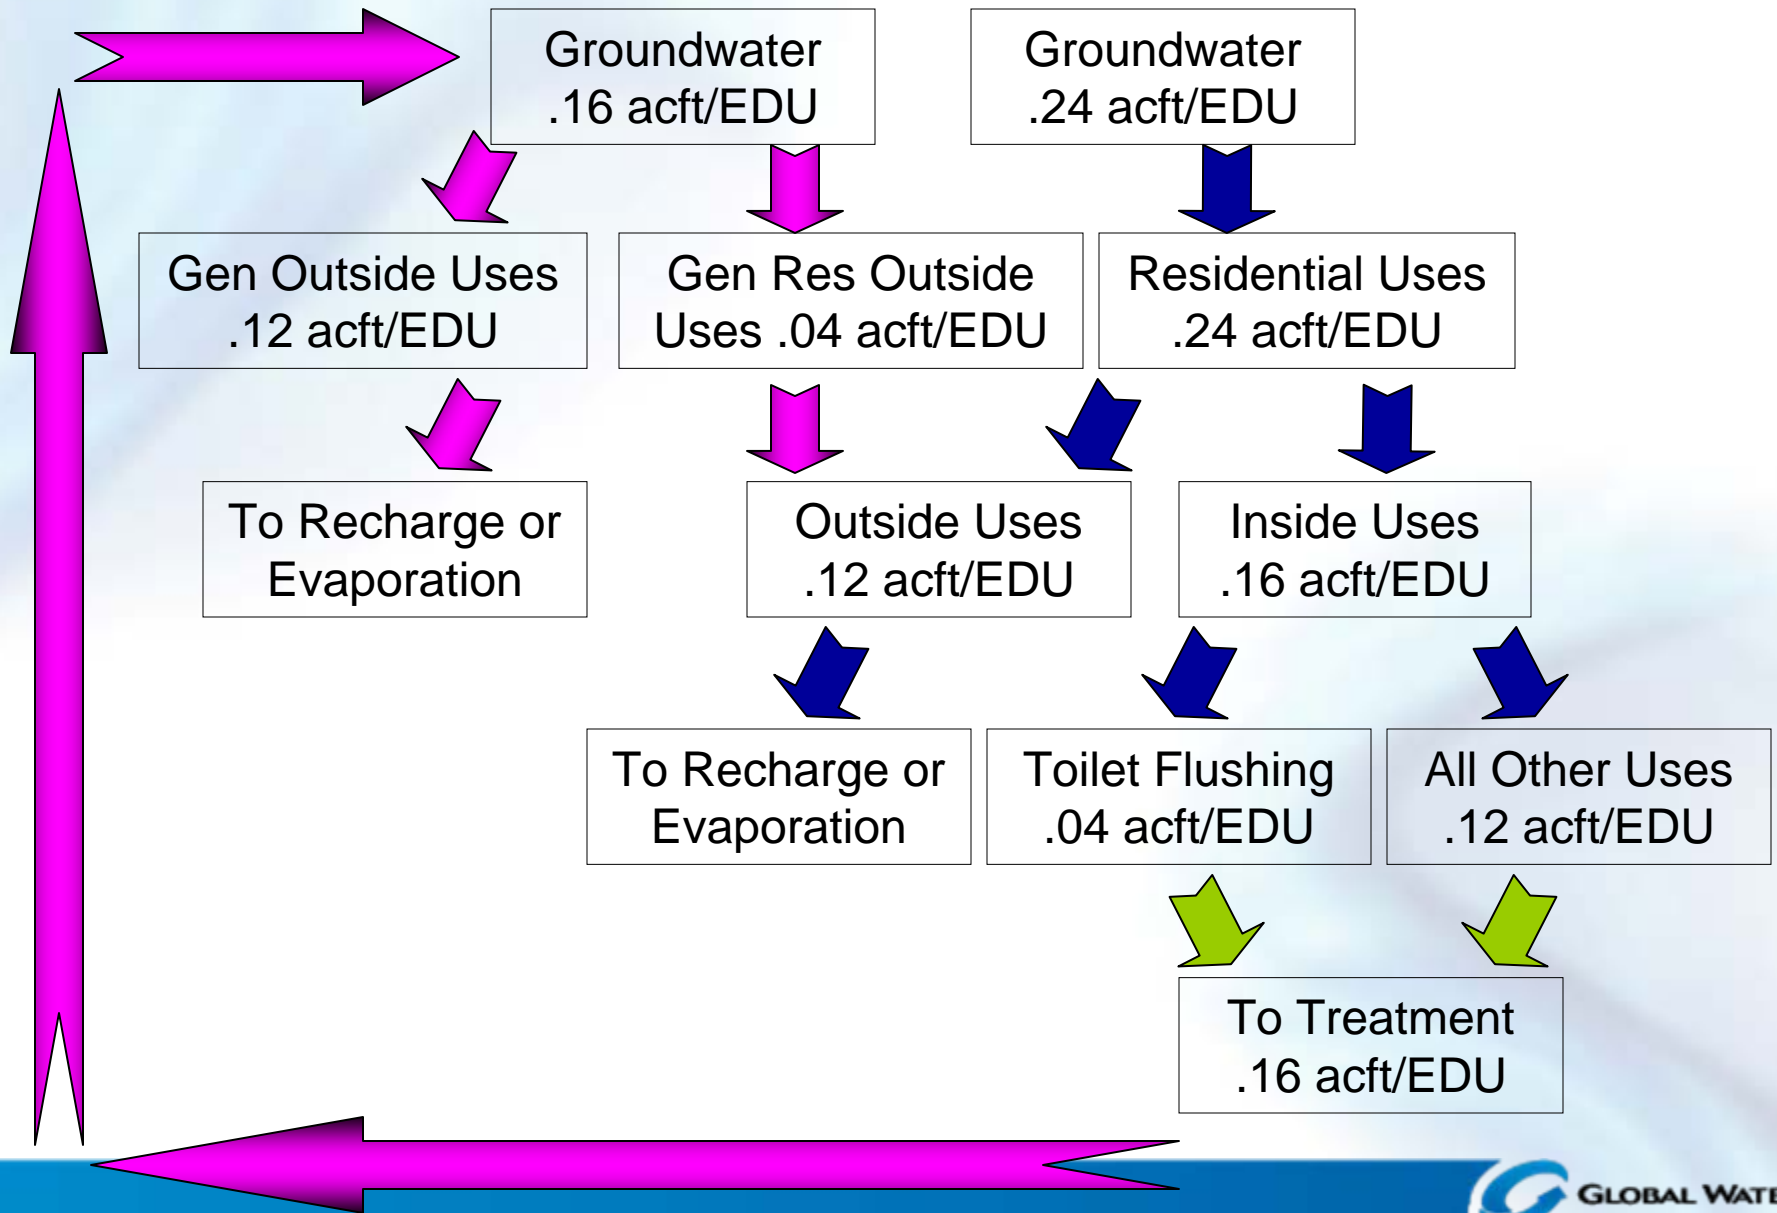 Groundwater
.16 acft/EDU
Groundwater
.24 acft/EDU
Gen Outside Uses
.12 acft/EDU
Gen Res Outside
Uses .04 acft/EDU
Residential Uses
.24 acft/EDU
To Recharge or
Evaporation
Outside Uses
.12 acft/EDU
Inside Uses
.16 acft/EDU
To Recharge or
Evaporation
Toilet Flushing
.04 acft/EDU
All Other Uses
.12 acft/EDU
To Treatment
.16 acft/EDU
GLOBAL WATE